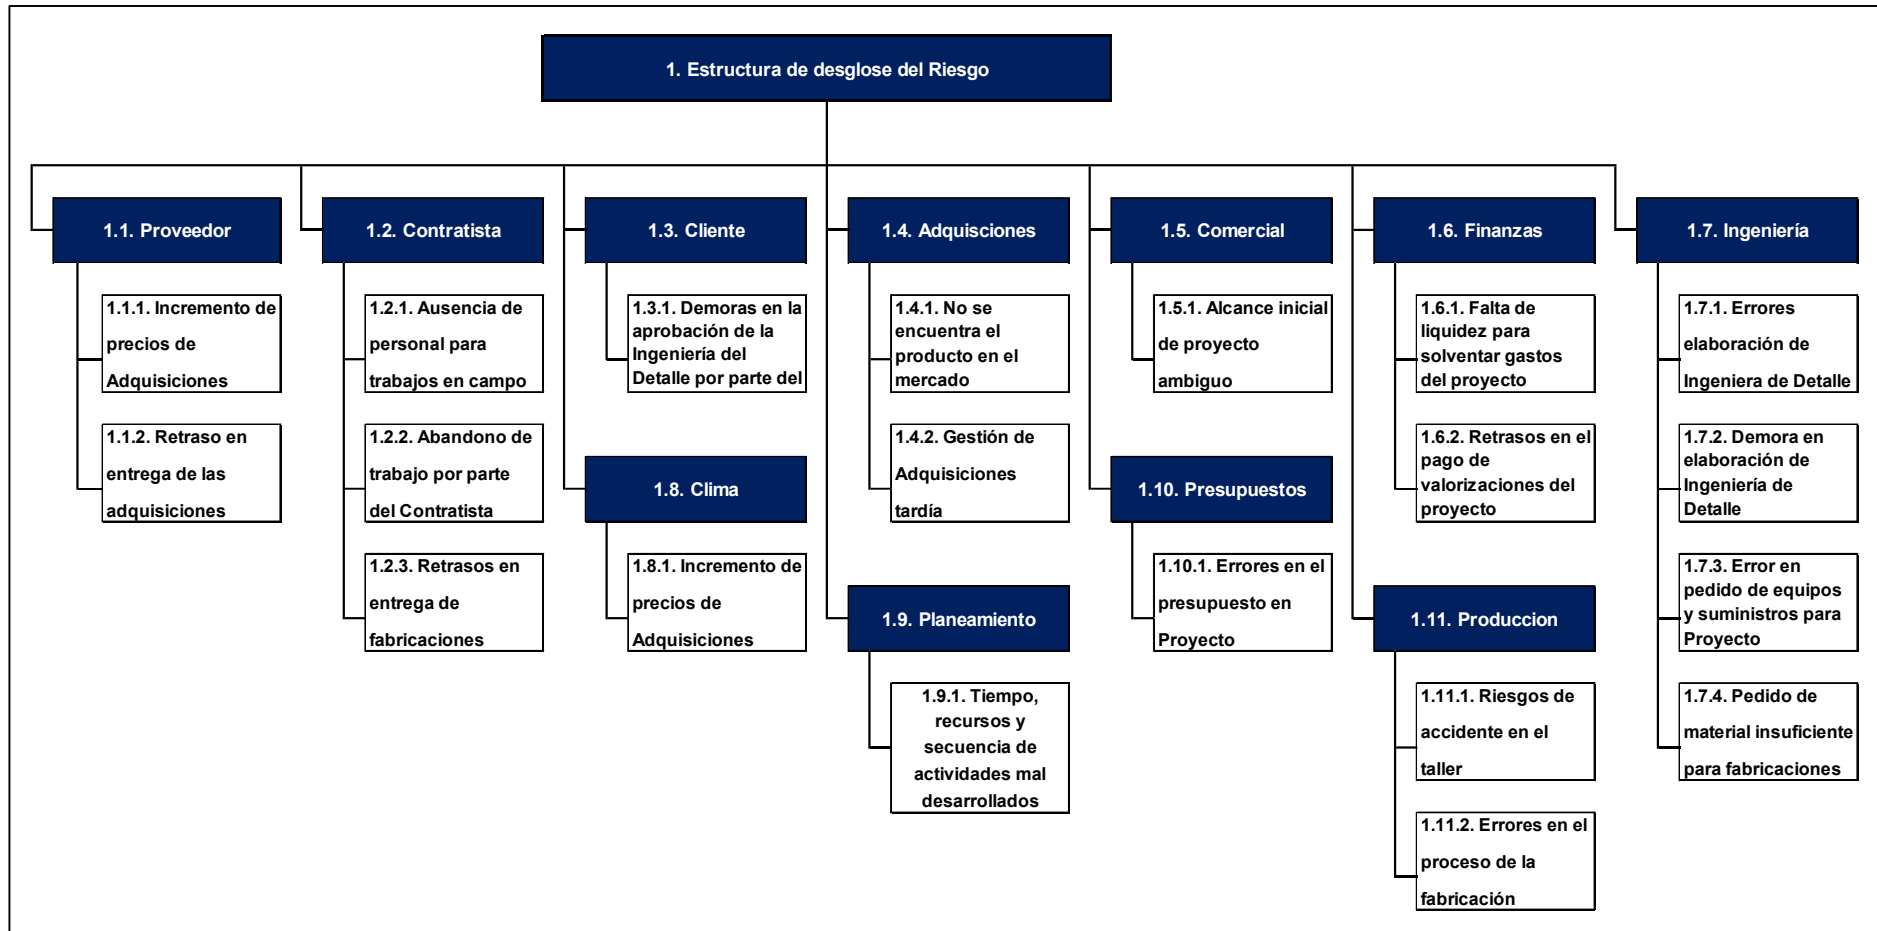 1. Estructura de desglose del Riesgo
1.1. Proveedor
1.1.1. Incremento de
precios de
Adquisiciones
1.1.2. Retraso en
entrega de las
adquisiciones
1.2. Contratista
1.2.1. Ausencia de
personal para
trabajos en campo
1.2.2. Abandono de
trabajo por parte
del Contratista
1.2.3. Retrasos en
entrega de
fabricaciones
1.3. Cliente
1.3.1. Demoras en la
aprobación de la
Ingeniería del
Detalle por parte del
1.8. Clima
1.8.1. Incremento de
precios de
Adquisiciones
1.4. Adquisciones
1.4.1. No se
encuentra el
producto en el
mercado
1.4.2. Gestión de
Adquisiciones
tardía
1.9. Planeamiento
1.9.1. Tiempo,
recursos y
secuencia de
actividades mal
desarrollados
1.5. Comercial
1.5.1. Alcance inicial
de proyecto
ambiguo
1.10. Presupuestos
1.10.1. Errores en el
presupuesto en
Proyecto
1.6. Finanzas
1.6.1. Falta de
liquidez para
solventar gastos
del proyecto
1.6.2. Retrasos en el
pago de
valorizaciones del
proyecto
1.11. Produccion
1.11.1. Riesgos de
accidente en el
taller
1.11.2. Errores en el
proceso de la
fabricación
1.7. Ingeniería
1.7.1. Errores
elaboración de
Ingeniera de Detalle
1.7.2. Demora en
elaboración de
Ingeniería de
Detalle
1.7.3. Error en
pedido de equipos
y suministros para
Proyecto
1.7.4. Pedido de
material insuficiente
para fabricaciones